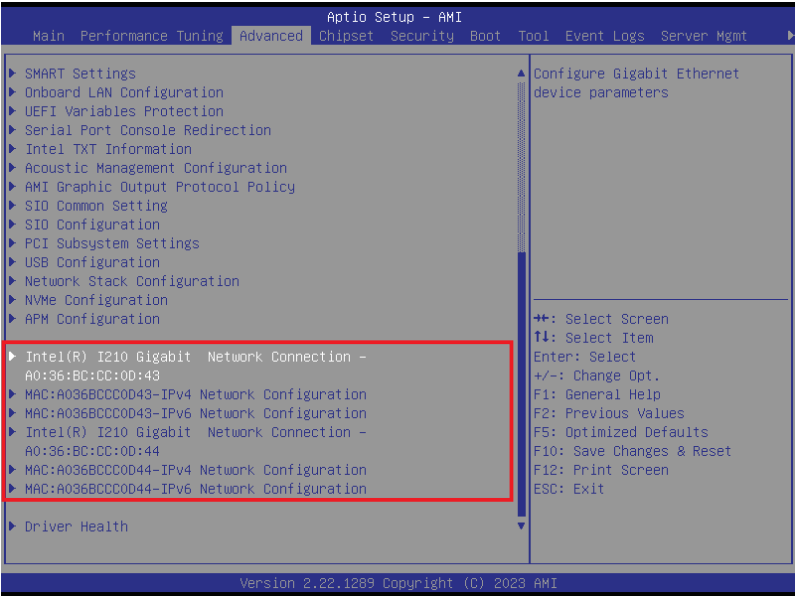 Aptio Setup – AMI
Main Performance Tuning Advanced Chipset Security Boot Tool Event Logs Server Mgmt
SMART Settings
Onboard LAN Configuration
UEFI Variables Protection
Serial Port Console Redirection
Intel TXT Information
Acoustic Management Configuration
AMI Graphic Output Protocol Policy
SIO Common Setting
SIO Configuration
PCI Subsystem Settings
USB Configuration
Network Stack Configuration
NVMe Configuration
APM Configuration
Intel(R) I210 Gigabit  Network Connection –
A0:36:BC:CC:0D:43
MAC:A036BCCC0D43-IPv4 Network Configuration
MAC:A036BCCC0D43-IPv6 Network Configuration
Intel(R) I210 Gigabit  Network Connection –
A0:36:BC:CC:0D:44
MAC:A036BCCC0D44-IPv4 Network Configuration
MAC:A036BCCC0D44-IPv6 Network Configuration
Driver Health
Configure Gigabit Ethernet
device parameters
→←: Select Screen
↑↓: Select Item
Enter: Select
+/-: Change Opt.
F1: General Help
F2: Previous Values
F5: Optimized Defaults
F10: Save Changes & Reset
F12: Print Screen
ESC: Exit
Version 2.22.1289 Copyright (C) 2023 AMI